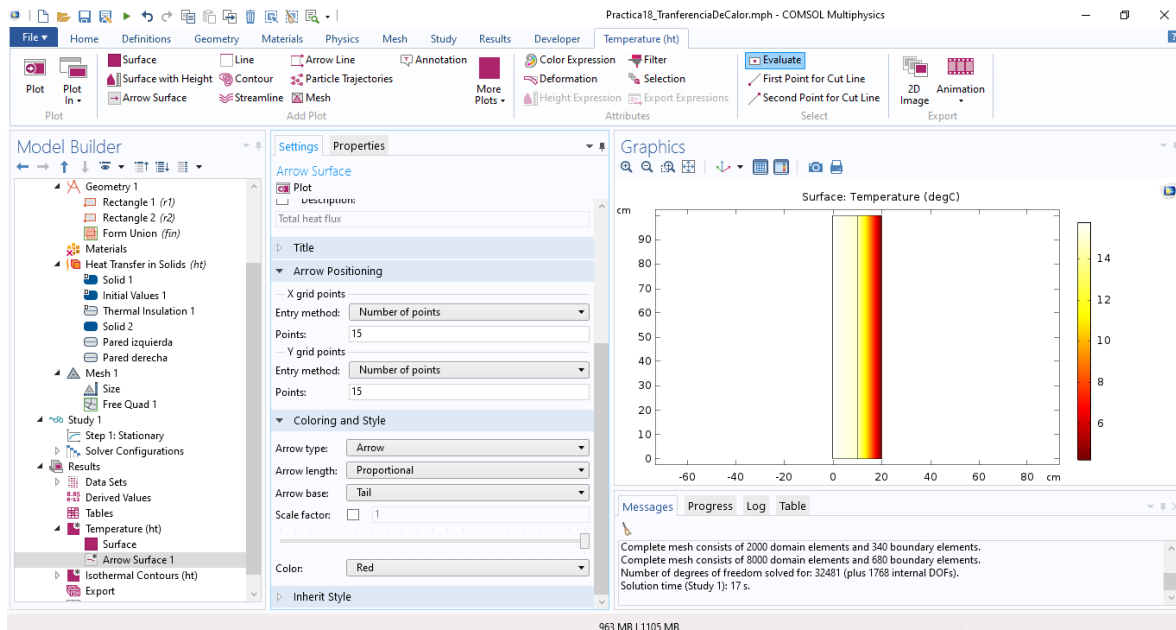 Practica18_TranferenciaDeCalor.mph - COMSOL Multiphysics
File Home Definitions Geometry Materials Physics Mesh Study Results Developer Temperature (ht)
Plot
Plot In
Plot
Surface Line Arrow Line Annotation
Surface with Height Contour Particle Trajectories
Arrow Surface Streamline Mesh
More Plots
Add Plot
Color Expression Filter
Deformation Selection
Height Expression Export Expressions
Attributes
Evaluate
First Point for Cut Line
Second Point for Cut Line
Select
2D Image
Animation
Export
Model Builder
Geometry 1
Rectangle 1 (r1)
Rectangle 2 (r2)
Form Union (fin)
Materials
Heat Transfer in Solids (ht)
Solid 1
Initial Values 1
Thermal Insulation 1
Solid 2
Pared izquierda
Pared derecha
Mesh 1
Size
Free Quad 1
Study 1
Step 1: Stationary
Solver Configurations
Results
Data Sets
8.85
e-12
Derived Values
Tables
Temperature (ht)
Surface
Arrow Surface 1
Isothermal Contours (ht)
Export
Settings Properties
Arrow Surface
Plot
Description:
Total heat flux
Title
Arrow Positioning
X grid points
Entry method: Number of points
Points: 15
Y grid points
Entry method: Number of points
Points: 15
Coloring and Style
Arrow type: Arrow
Arrow length: Proportional
Arrow base: Tail
Scale factor: 1
Color: Red
Inherit Style
Graphics
Surface: Temperature (degC)
cm
90
80
70
60
50
40
30
20
10
0
-60 -40 -20 0 20 40 60 80 cm
14
12
10
8
6
Messages Progress Log Table
Complete mesh consists of 2000 domain elements and 340 boundary elements.
Complete mesh consists of 8000 domain elements and 680 boundary elements.
Number of degrees of freedom solved for: 32481 (plus 1768 internal DOFs).
Solution time (Study 1): 17 s.
963 MB | 1105 MB